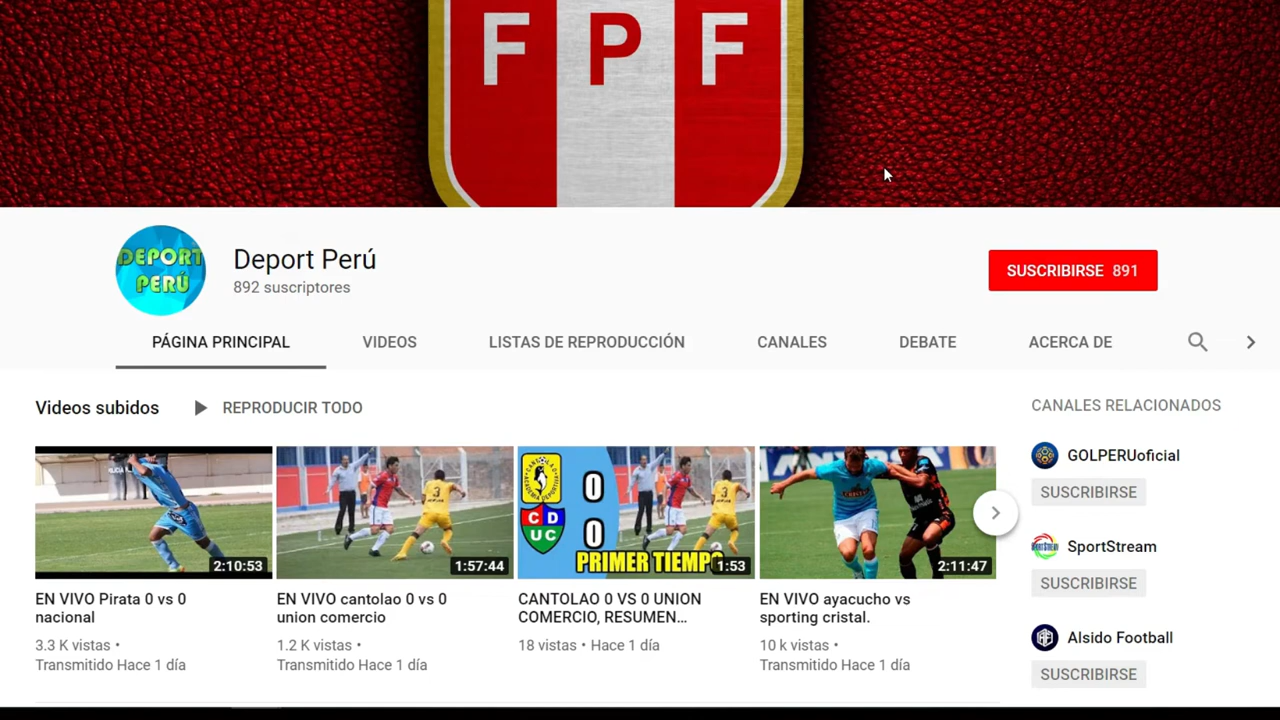 F P F
DEPORT
PERÚ
Deport Perú
892 suscriptores
SUSCRIBIRSE 891
PÁGINA PRINCIPAL
VIDEOS
LISTAS DE REPRODUCCIÓN
CANALES
DEBATE
ACERCA DE
Videos subidos
REPRODUCIR TODO
2:10:53
EN VIVO Pirata 0 vs 0
nacional
3.3 K vistas •
Transmitido Hace 1 día
3
1:57:44
EN VIVO cantolao 0 vs 0
union comercio
1.2 K vistas •
Transmitido Hace 1 día
0
CD
UC
0
3
PRIMER TIEMPO
1:53
CANTOLAO 0 VS 0 UNION
COMERCIO, RESUMEN...
18 vistas • Hace 1 día
CRISTAL
2:11:47
EN VIVO ayacucho vs
sporting cristal.
10 k vistas •
Transmitido Hace 1 día
CANALES RELACIONADOS
GOLPERUoficial
SUSCRIBIRSE
SportStream
SUSCRIBIRSE
Alsido Football
SUSCRIBIRSE